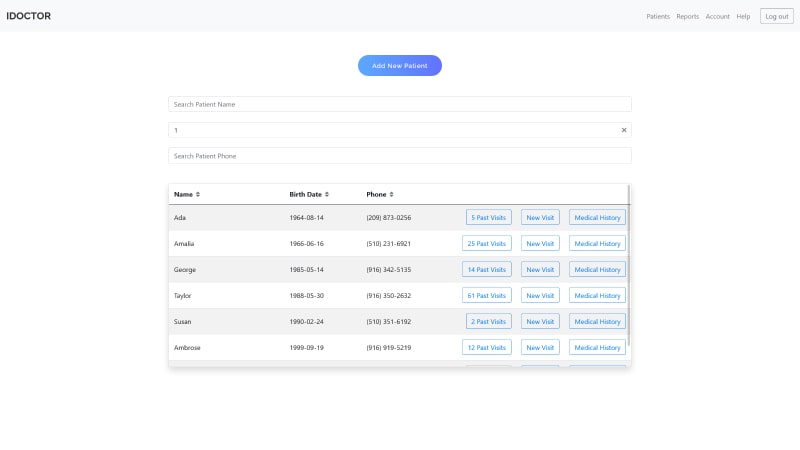 IDOCTOR
Patients Reports Account Help Log out
Add New Patient
Search Patient Name
1 ×
Search Patient Phone
Name Birth Date Phone
Ada 1964-08-14 (209) 873-0256 5 Past Visits New Visit Medical History
Amalia 1966-06-16 (510) 231-6921 25 Past Visits New Visit Medical History
George 1985-05-14 (916) 342-5135 14 Past Visits New Visit Medical History
Taylor 1988-05-30 (916) 350-2632 61 Past Visits New Visit Medical History
Susan 1990-02-24 (510) 351-6192 2 Past Visits New Visit Medical History
Ambrose 1999-09-19 (916) 919-5219 12 Past Visits New Visit Medical History